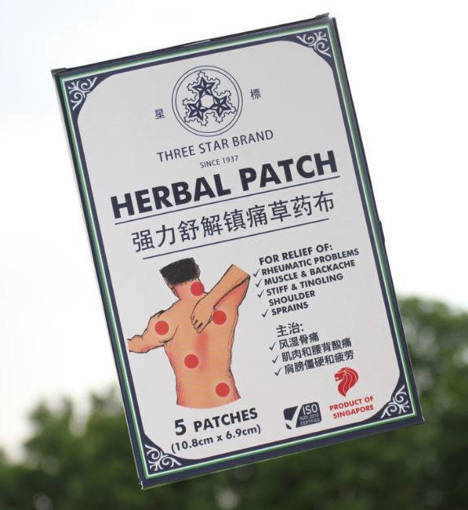 星 標
THREE STAR BRAND
SINCE 1937
HERBAL PATCH
强力舒解镇痛草药布
FOR RELIEF OF:
✓ RHEUMATIC PROBLEMS
✓ MUSCLE & BACKACHE
✓ STIFF & TINGLING
SHOULDER
✓ SPRAINS
主治:
✓ 风湿骨痛
✓ 肌肉和腰背酸痛
✓ 肩膀僵硬和疲劳
5 PATCHES
(10.8cm x 6.9cm)
ISO
CERTIFIED
PRODUCT OF
SINGAPORE